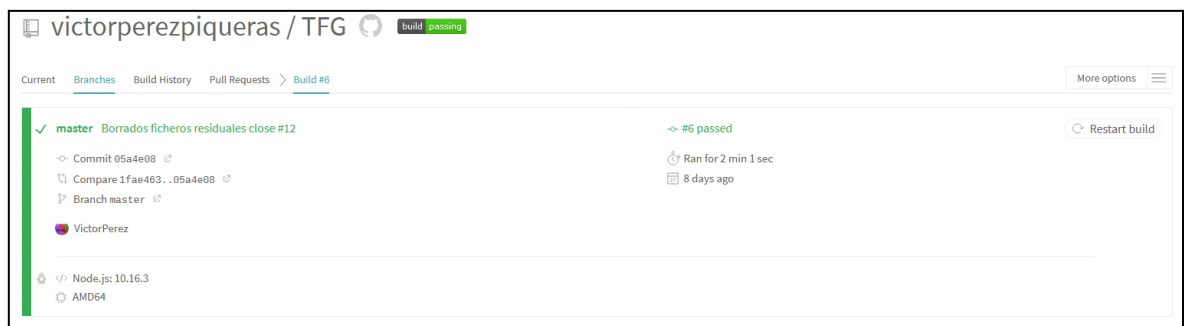 victorperezpiqueras / TFG build passing
Current Branches Build History Pull Requests > Build #6 More options
master Borrados ficheros residuales close #12
#6 passed
Restart build
Commit 05a4e08
Ran for 2 min 1 sec
Compare 1fae463..05a4e08
8 days ago
Branch master
VictorPerez
</> Node.js: 10.16.3
AMD64